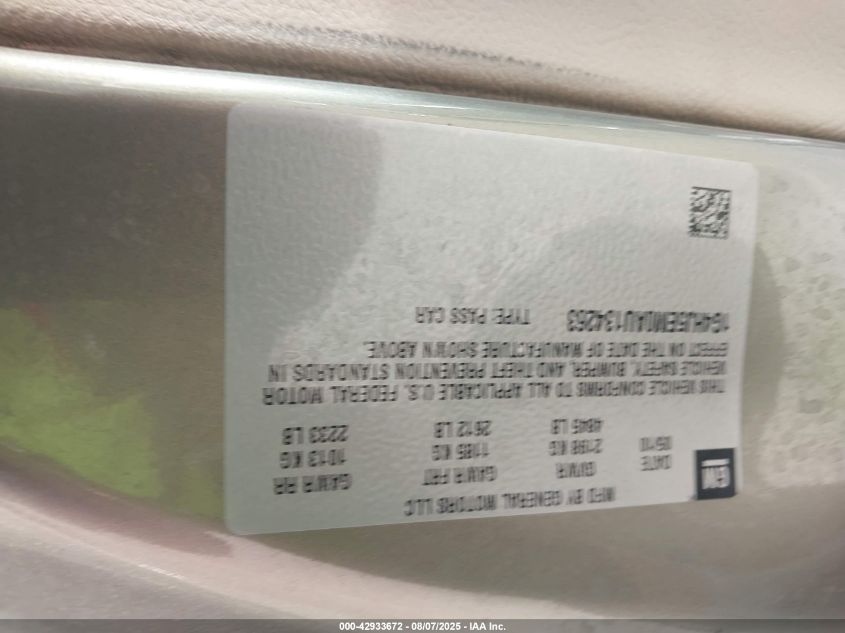 GM
MFD BY GENERAL MOTORS LLC
DATE GVWR GAWR FRT GAWR RR
05/10 2198 KG 1185 KG 1013 KG
4845 LB 2612 LB 2233 LB
THIS VEHICLE CONFORMS TO ALL APPLICABLE U.S. FEDERAL MOTOR
VEHICLE SAFETY, BUMPER, AND THEFT PREVENTION STANDARDS IN
EFFECT ON THE DATE OF MANUFACTURE SHOWN ABOVE.
1G4HJ5EM0AU134263 TYPE: PASS CAR
000-42933672 - 08/07/2025 - IAA Inc.